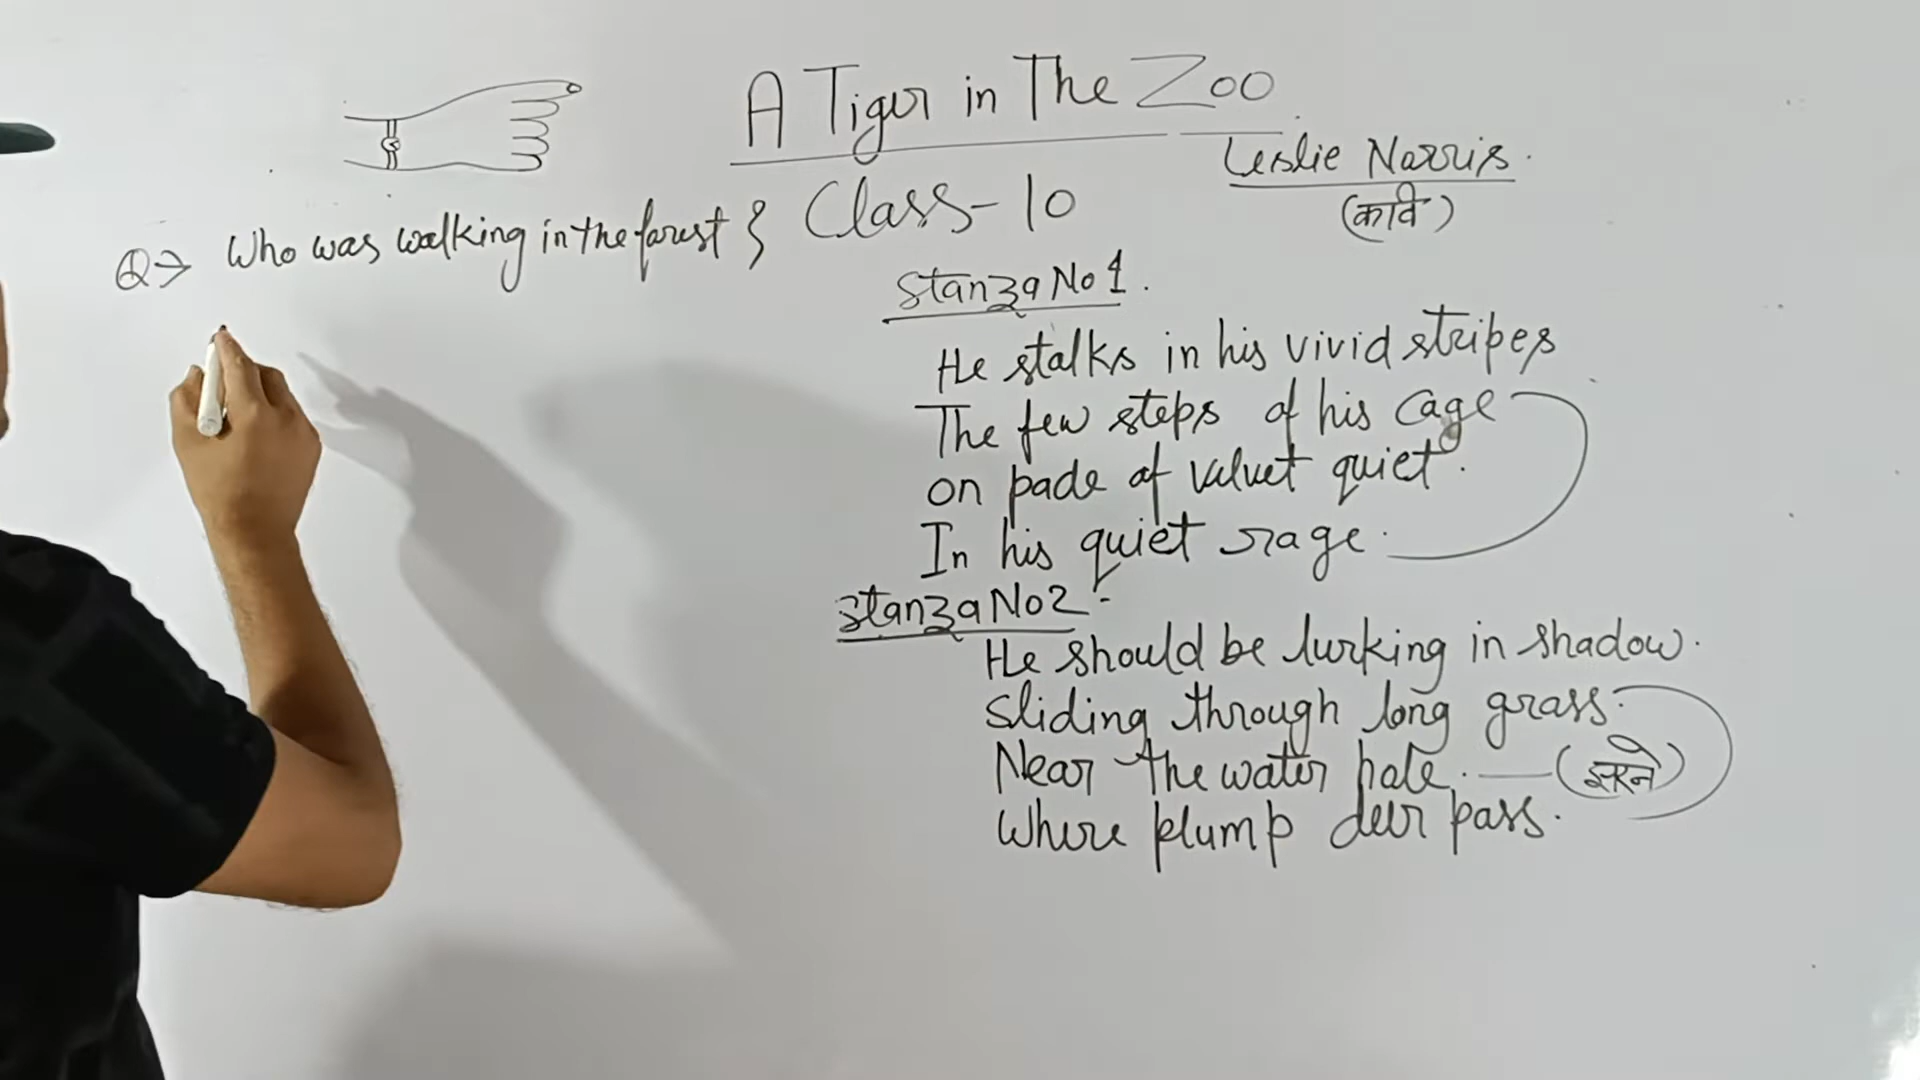 A Tiger in The Zoo
Leslie Norris.
(कवि)
Class-10
Q→ Who was walking in the forest ?
Stanza No 1.
He stalks in his vivid stripes
The few steps of his cage
on pads of velvet quiet.
In his quiet rage.
Stanza No 2-
He should be lurking in shadow.
Sliding through long grass.
Near the water hole. — (झरने)
Where plump deer pass.